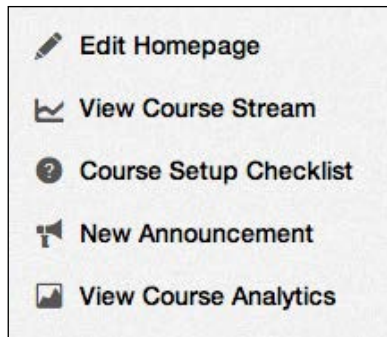 Edit Homepage
View Course Stream
Course Setup Checklist
New Announcement
View Course Analytics